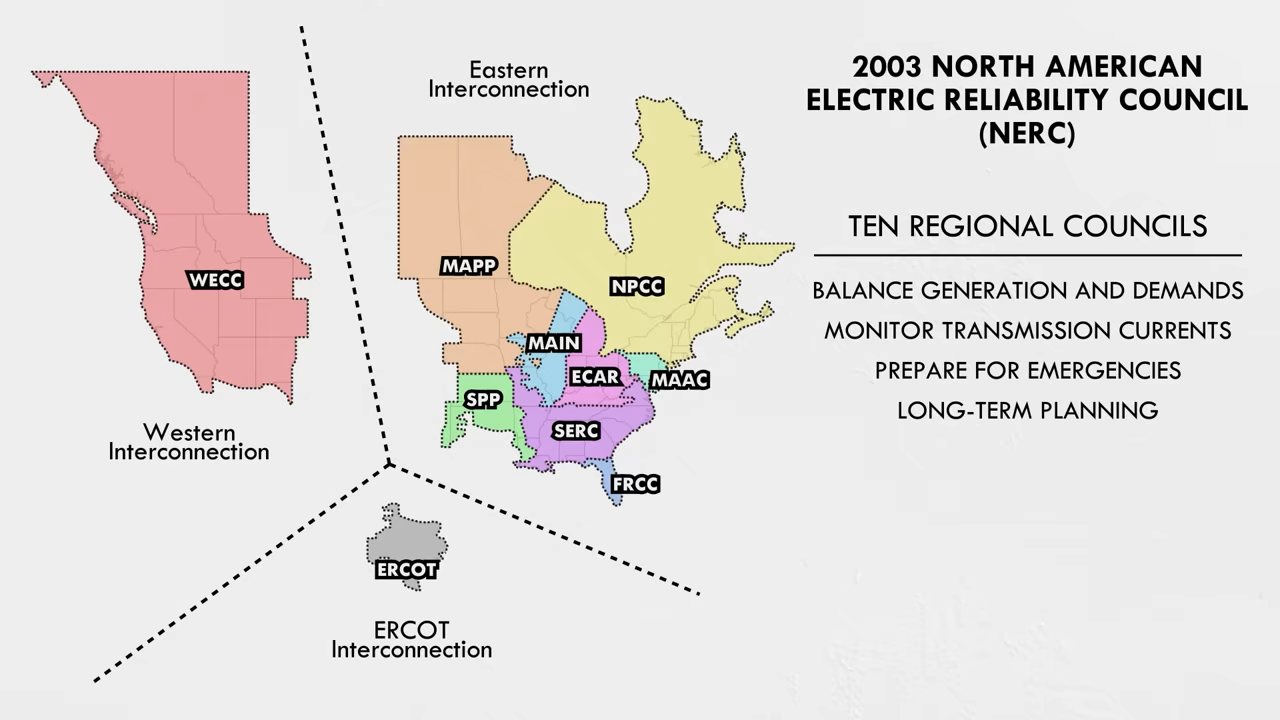 2003 NORTH AMERICAN
ELECTRIC RELIABILITY COUNCIL
(NERC)
TEN REGIONAL COUNCILS
BALANCE GENERATION AND DEMANDS
MONITOR TRANSMISSION CURRENTS
PREPARE FOR EMERGENCIES
LONG-TERM PLANNING
Eastern
Interconnection
MAPP
NPCC
MAIN
ECAR
MAAC
SPP
SERC
FRCC
WECC
Western
Interconnection
ERCOT
ERCOT
Interconnection